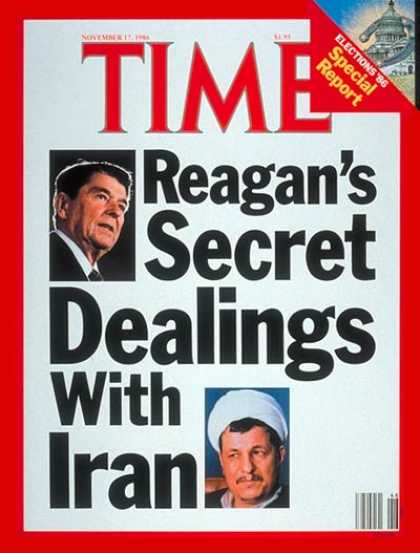 NOVEMBER 17, 1986 $1.95
TIME
ELECTIONS '86
Special
Report
Reagan's
Secret
Dealings
With
Iran